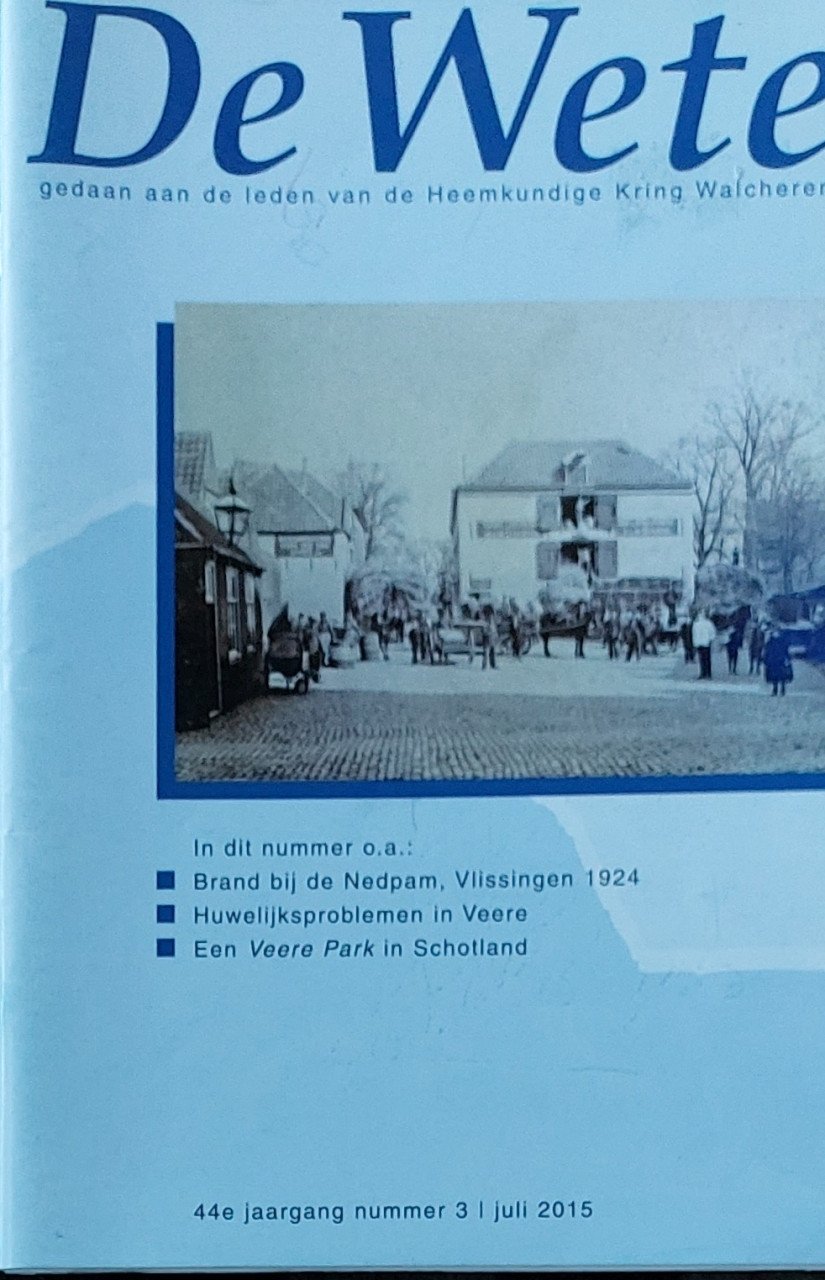 De Wete
gedaan aan de leden van de Heemkundige Kring Walcheren
In dit nummer o.a.:
Brand bij de Nedpam, Vlissingen 1924
Huwelijksproblemen in Veere
Een Veere Park in Schotland
44e jaargang nummer 3 | juli 2015